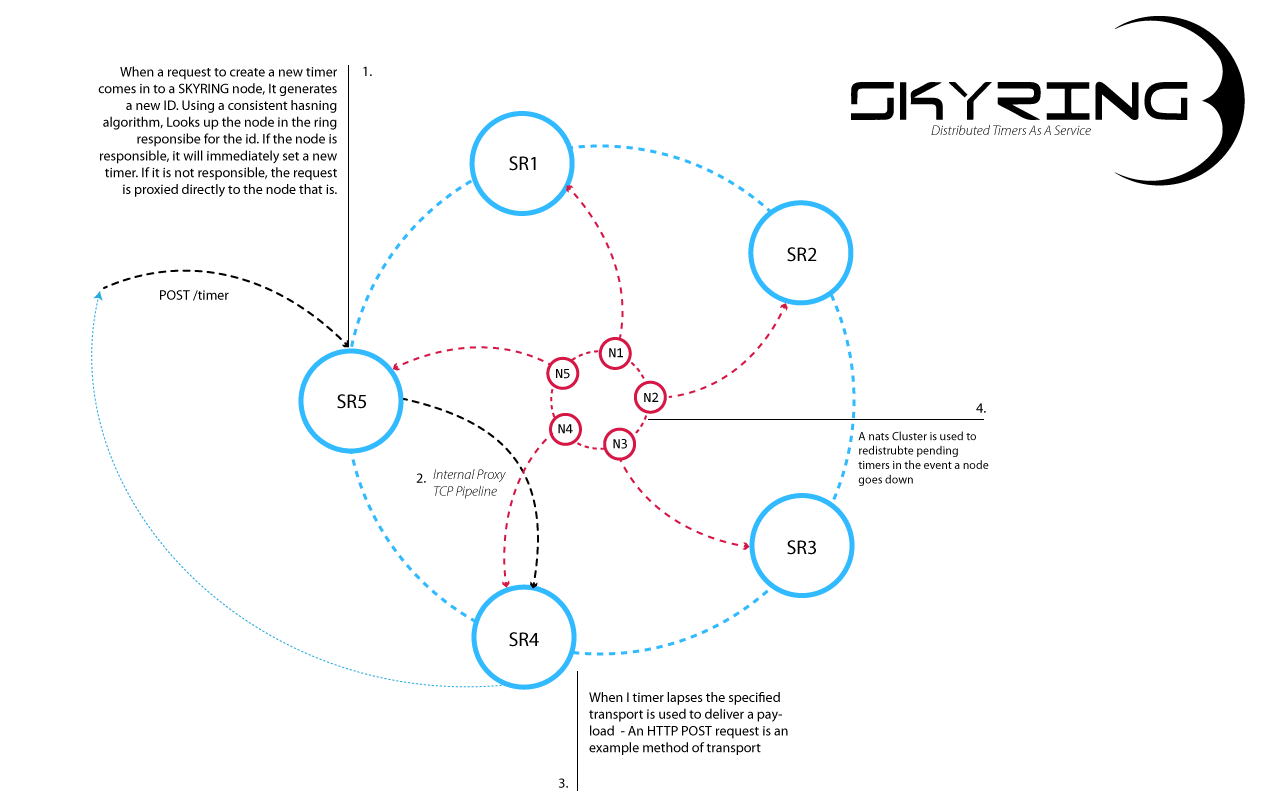 SKYRING
Distributed Timers As A Service
1.
When a request to create a new timer
comes in to a SKYRING node, It generates
a new ID. Using a consistent hasning
algorithm, Looks up the node in the ring
responsibe for the id. If the node is
responsible, it will immediately set a new
timer. If it is not responsible, the request
is proxied directly to the node that is.
SR1
SR2
POST /timer
N1
N5
N2
SR5
4.
N4
N3
A nats Cluster is used to
redistrubte pending
timers in the event a node
goes down
2. Internal Proxy
TCP Pipeline
SR3
SR4
When I timer lapses the specified
transport is used to deliver a pay-
load - An HTTP POST request is an
example method of transport
3.